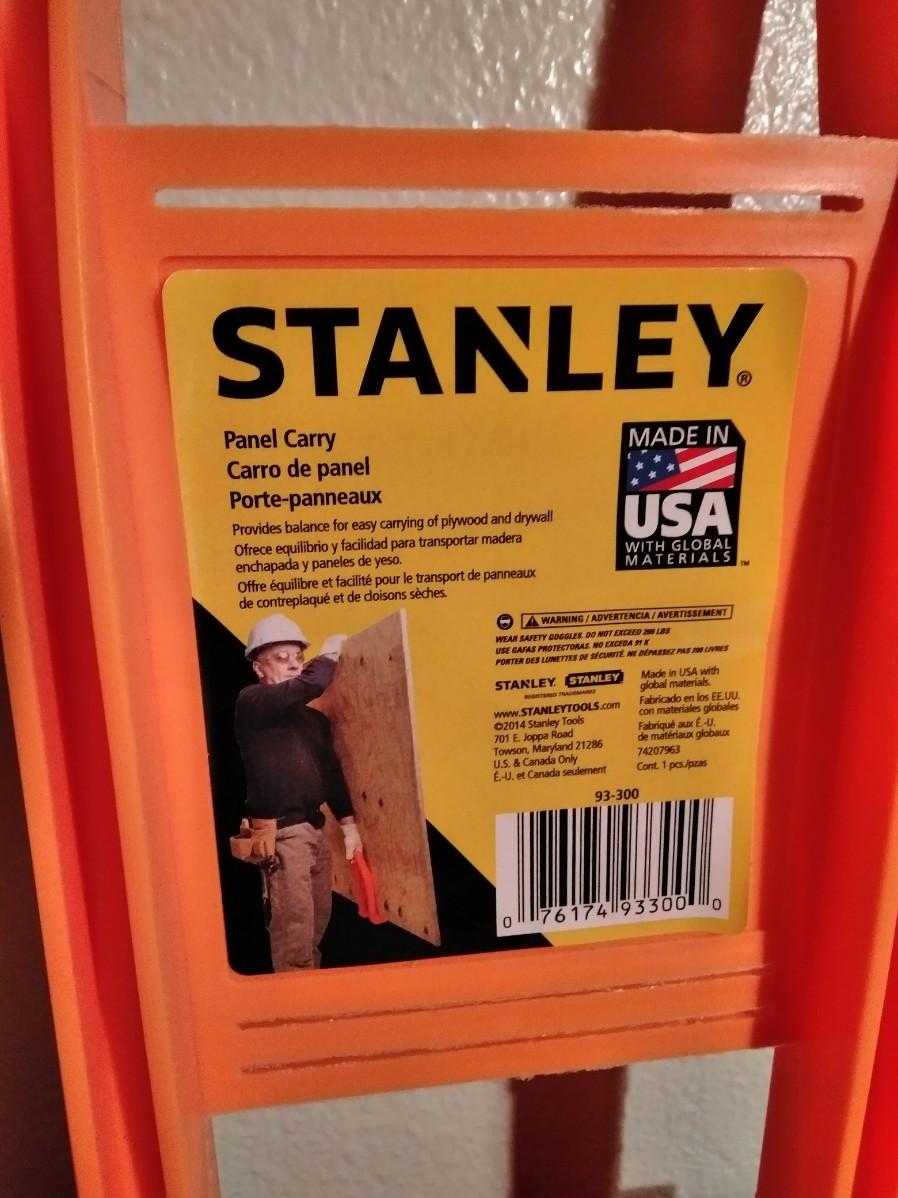 STANLEY®
Panel Carry
Carro de panel
Porte-panneaux
Provides balance for easy carrying of plywood and drywall
Ofrece equilibrio y facilidad para transportar madera
enchapada y paneles de yeso.
Offre équilibre et facilité pour le transport de panneaux
de contreplaqué et de cloisons sèches.
MADE IN
USA
WITH GLOBAL
MATERIALS™
WARNING / ADVERTENCIA / AVERTISSEMENT
WEAR SAFETY GOGGLES. DO NOT EXCEED 200 LBS
USE GAFAS PROTECTORAS. NO EXCEDA 91 K
PORTER DES LUNETTES DE SÉCURITÉ. NE DÉPASSEZ PAS 200 LIVRES
STANLEY. STANLEY
REGISTERED TRADEMARKS
www.STANLEYTOOLS.com
©2014 Stanley Tools
701 E. Joppa Road
Towson, Maryland 21286
U.S. & Canada Only
É.-U. et Canada seulement
Made in USA with
global materials.
Fabricado en los EE.UU.
con materiales globales
Fabriqué aux É.-U.
de matériaux globaux
74207963
Cont. 1 pcs./pzas
93-300
0 76174 93300 0